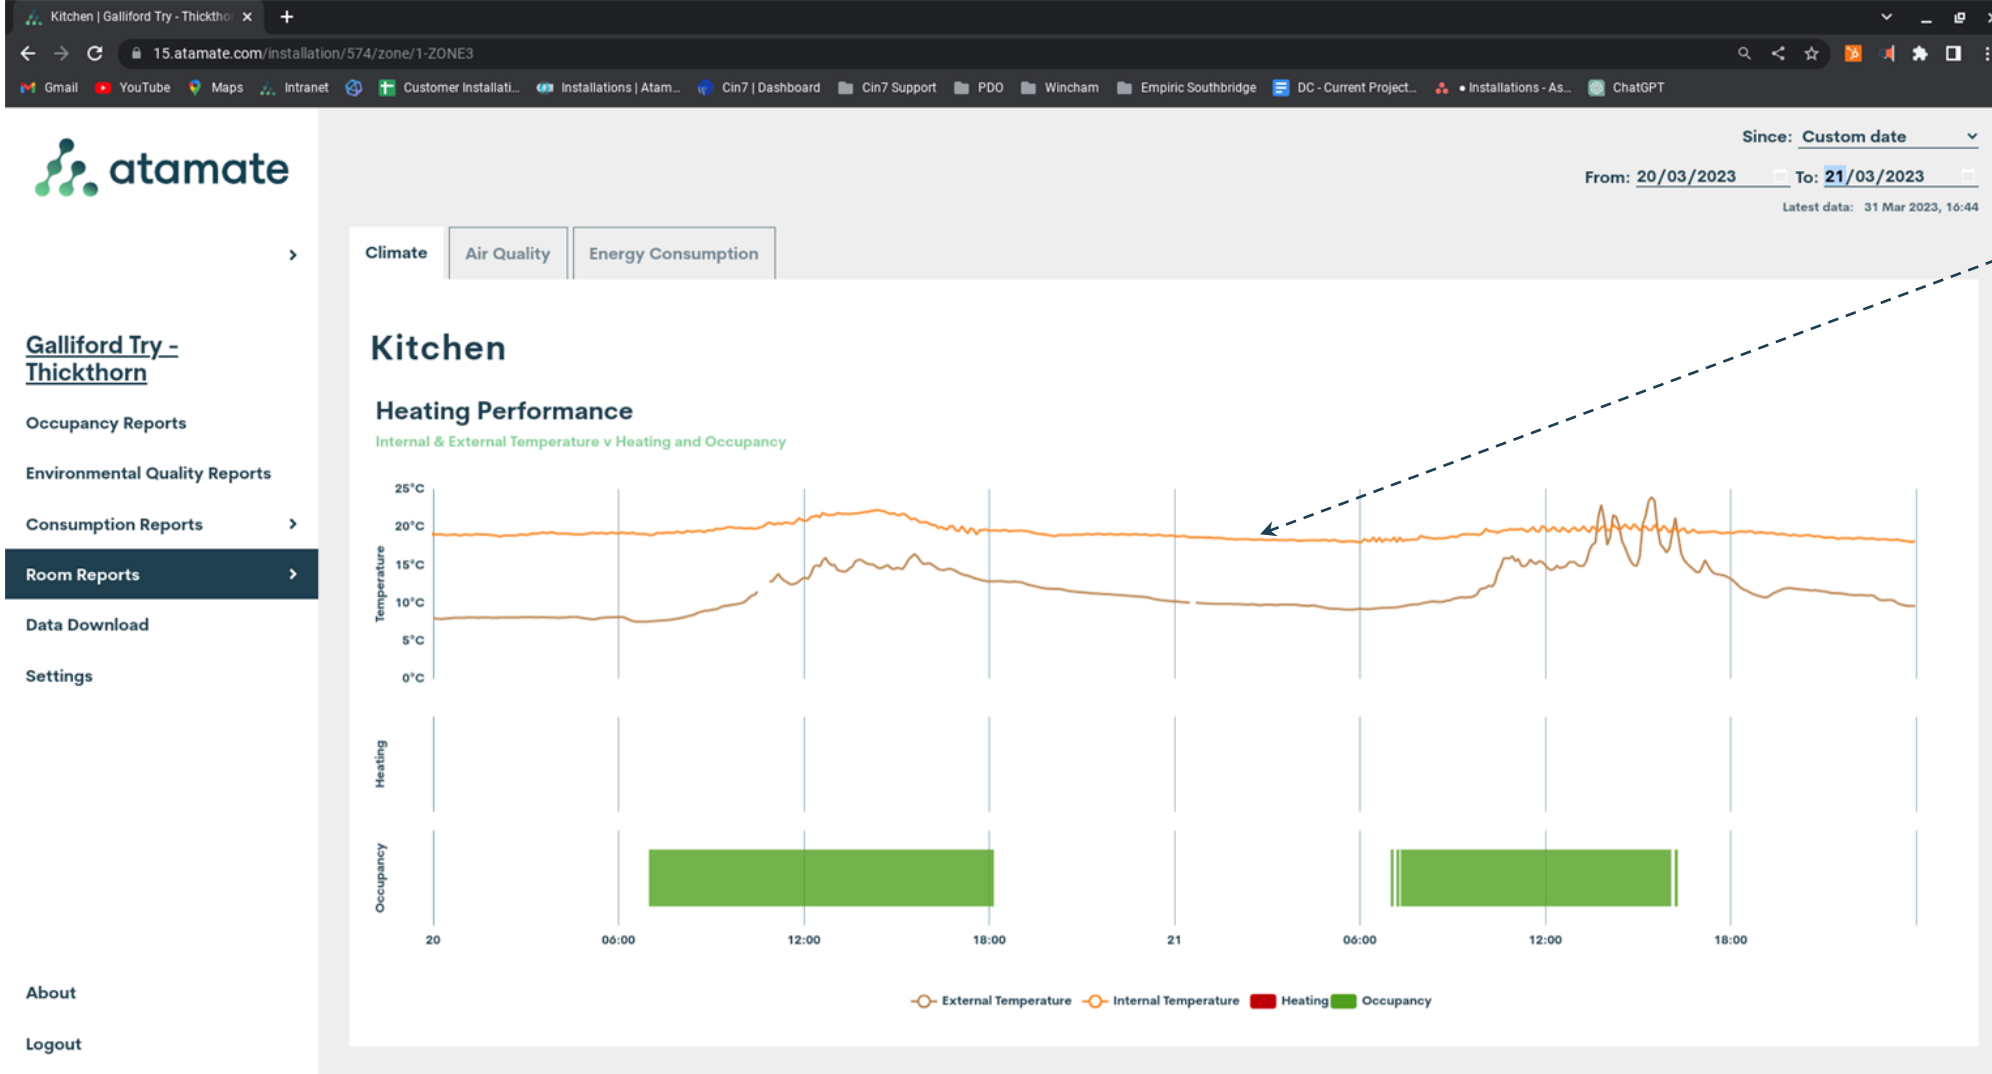 Kitchen | Galliford Try - Thicktho
15.atamate.com/installation/574/zone/1-ZONE3
Gmail YouTube Maps Intranet Customer Installati... Installations | Atam... Cin7 | Dashboard Cin7 Support PDO Wincham Empiric Southbridge DC - Current Project... • Installations - As... ChatGPT
atamate
Since: Custom date
From: 20/03/2023 To: 21/03/2023
Latest data: 31 Mar 2023, 16:44
Climate Air Quality Energy Consumption
Galliford Try -
Thickthorn
Occupancy Reports
Environmental Quality Reports
Consumption Reports
Room Reports
Data Download
Settings
About
Logout
Kitchen
Heating Performance
Internal & External Temperature v Heating and Occupancy
Temperature
25°C
20°C
15°C
10°C
5°C
0°C
Heating
Occupancy
20 06:00 12:00 18:00 21 06:00 12:00 18:00
External Temperature Internal Temperature Heating Occupancy